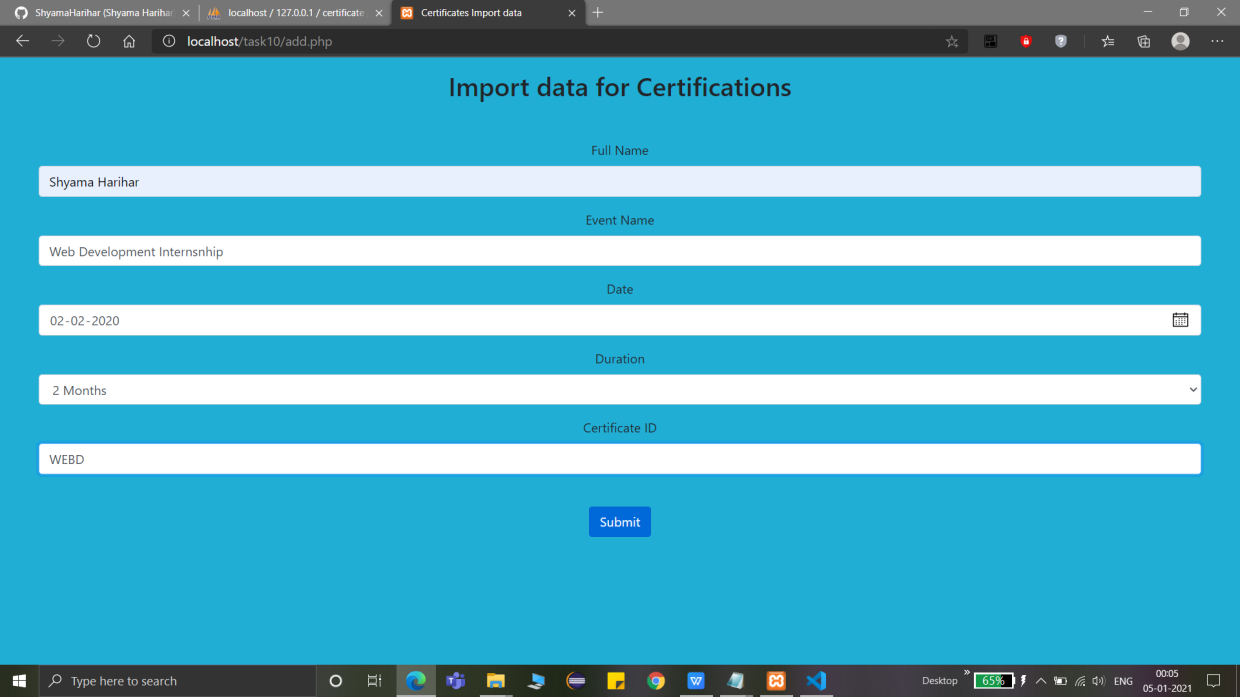 ShyamaHarihar (Shyama Harihar
localhost / 127.0.0.1 / certificate
Certificates Import data
localhost/task10/add.php
Import data for Certifications
Full Name
Shyama Harihar
Event Name
Web Development Internsnhip
Date
02-02-2020
Duration
2 Months
Certificate ID
WEBD
Submit
Type here to search
Desktop
65%
ENG
00:05
05-01-2021